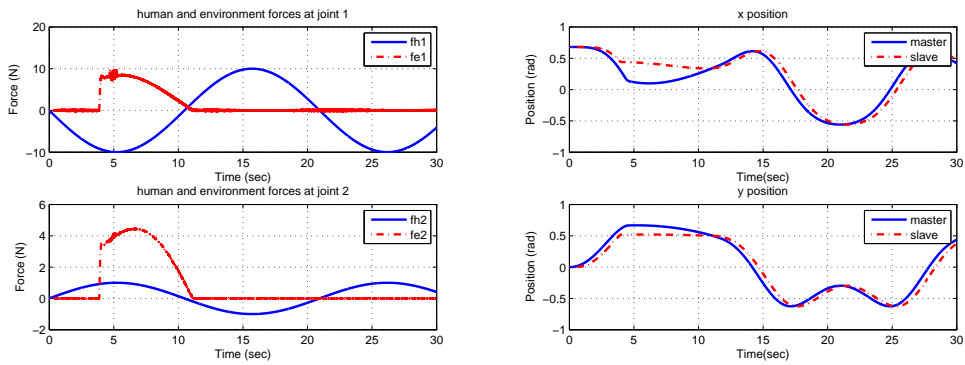 human and environment forces at joint 1
20
10
0
−10
Force (N)
fh1
fe1
0 5 10 15 20 25 30
Time (sec)
x position
1
0.5
0
−0.5
−1
Position (rad)
master
slave
0 5 10 15 20 25 30
Time(sec)
human and environment forces at joint 2
6
4
2
0
−2
Force (N)
fh2
fe2
0 5 10 15 20 25 30
Time (sec)
y position
1
0.5
0
−0.5
−1
Position (rad)
master
slave
0 5 10 15 20 25 30
Time(sec)